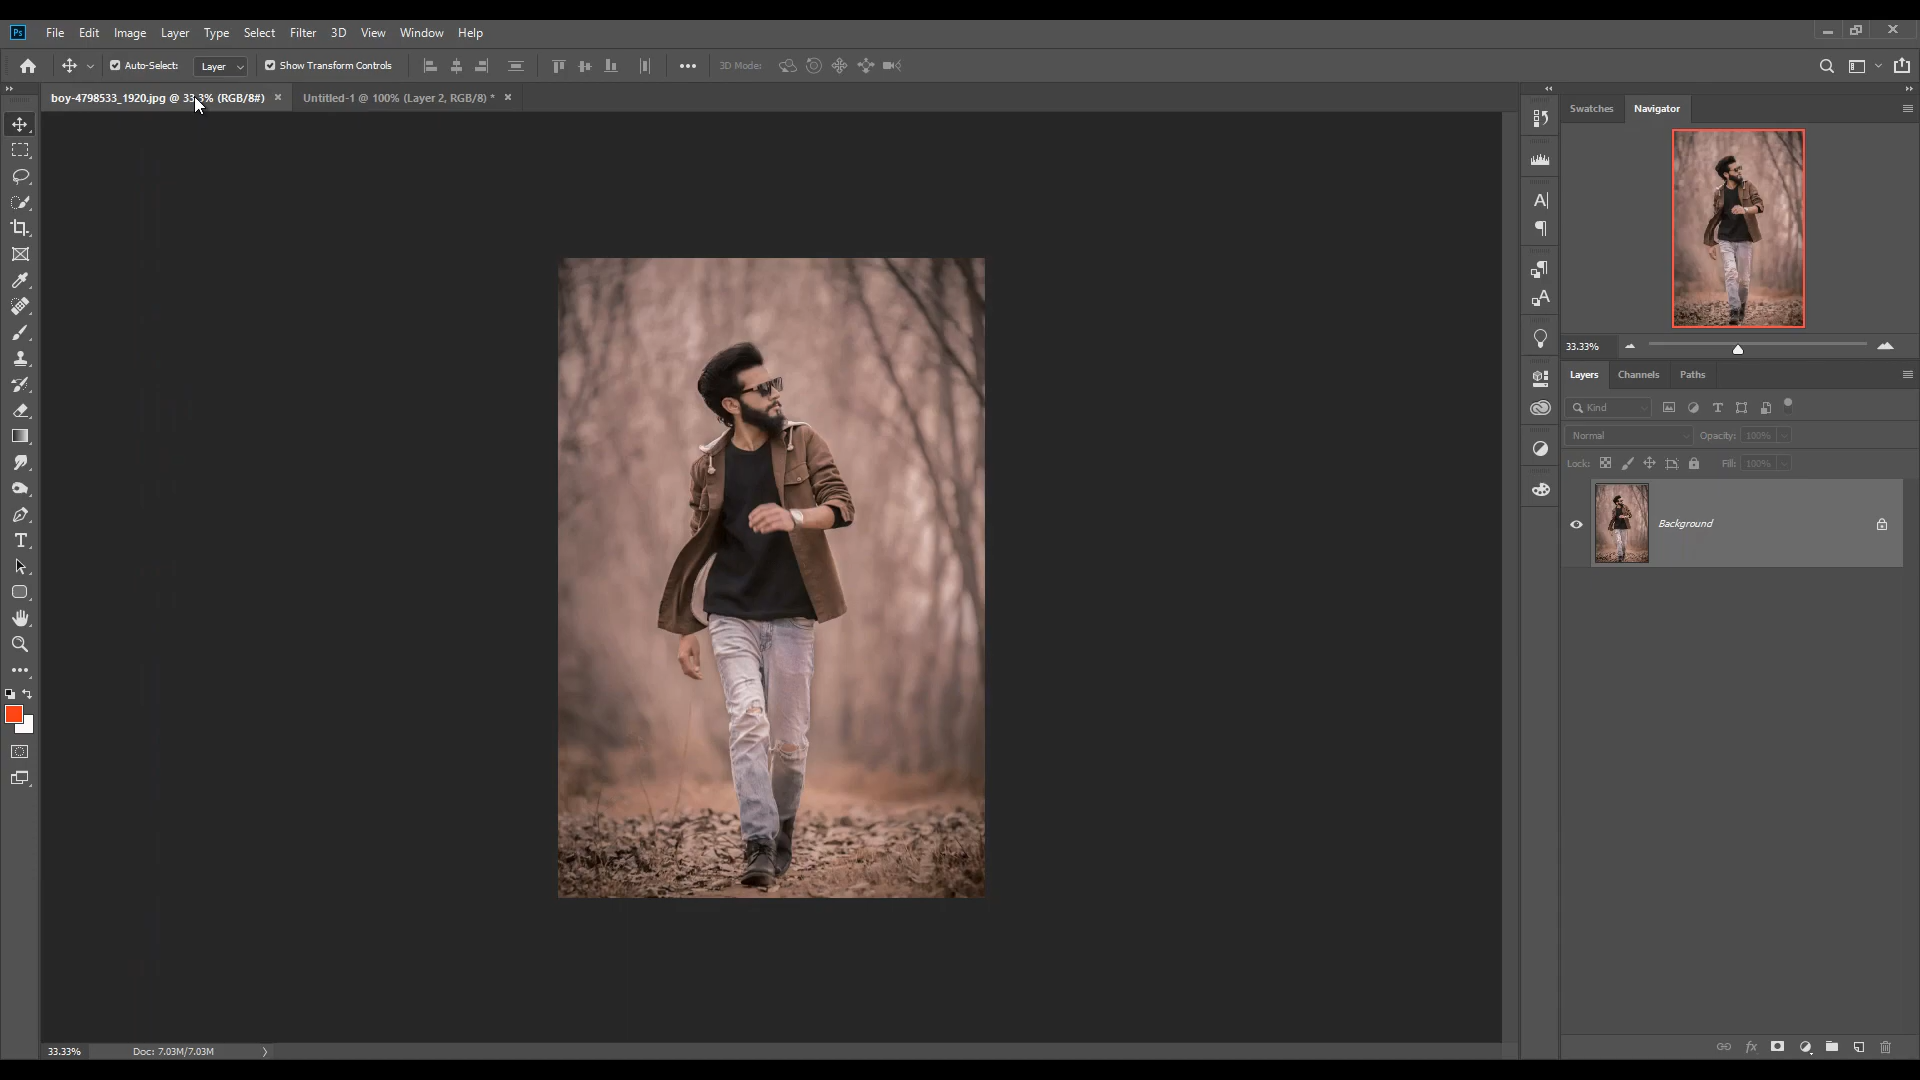 Ps File Edit Image Layer Type Select Filter 3D View Window Help
Auto-Select: Layer Show Transform Controls 3D Mode:
boy-4798533_1920.jpg @ 33.3% (RGB/8#) Untitled-1 @ 100% (Layer 2, RGB/8) *
Swatches Navigator
33.33%
Layers Channels Paths
Kind
Normal Opacity: 100%
Lock: Fill: 100%
Background
33.33% Doc: 7.03M/7.03M